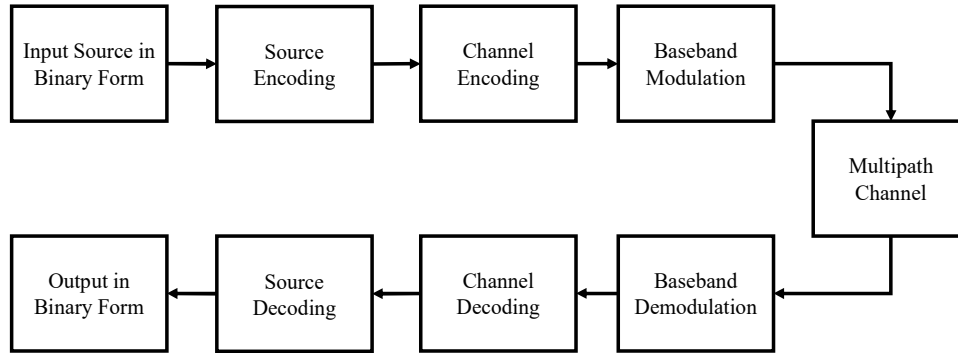 Input Source in
Binary Form
Source
Encoding
Channel
Encoding
Baseband
Modulation
Multipath
Channel
Output in
Binary Form
Source
Decoding
Channel
Decoding
Baseband
Demodulation